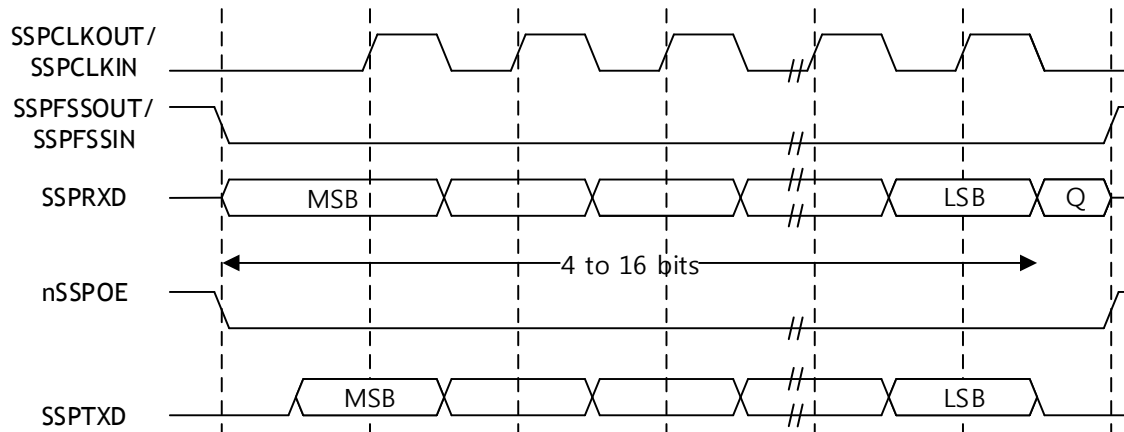 SSPCLKOUT/
SSPCLKIN
SSPFSSOUT/
SSPFSSIN
SSPRXD
MSB
LSB
Q
4 to 16 bits
nSSPOE
SSPTXD
MSB
LSB